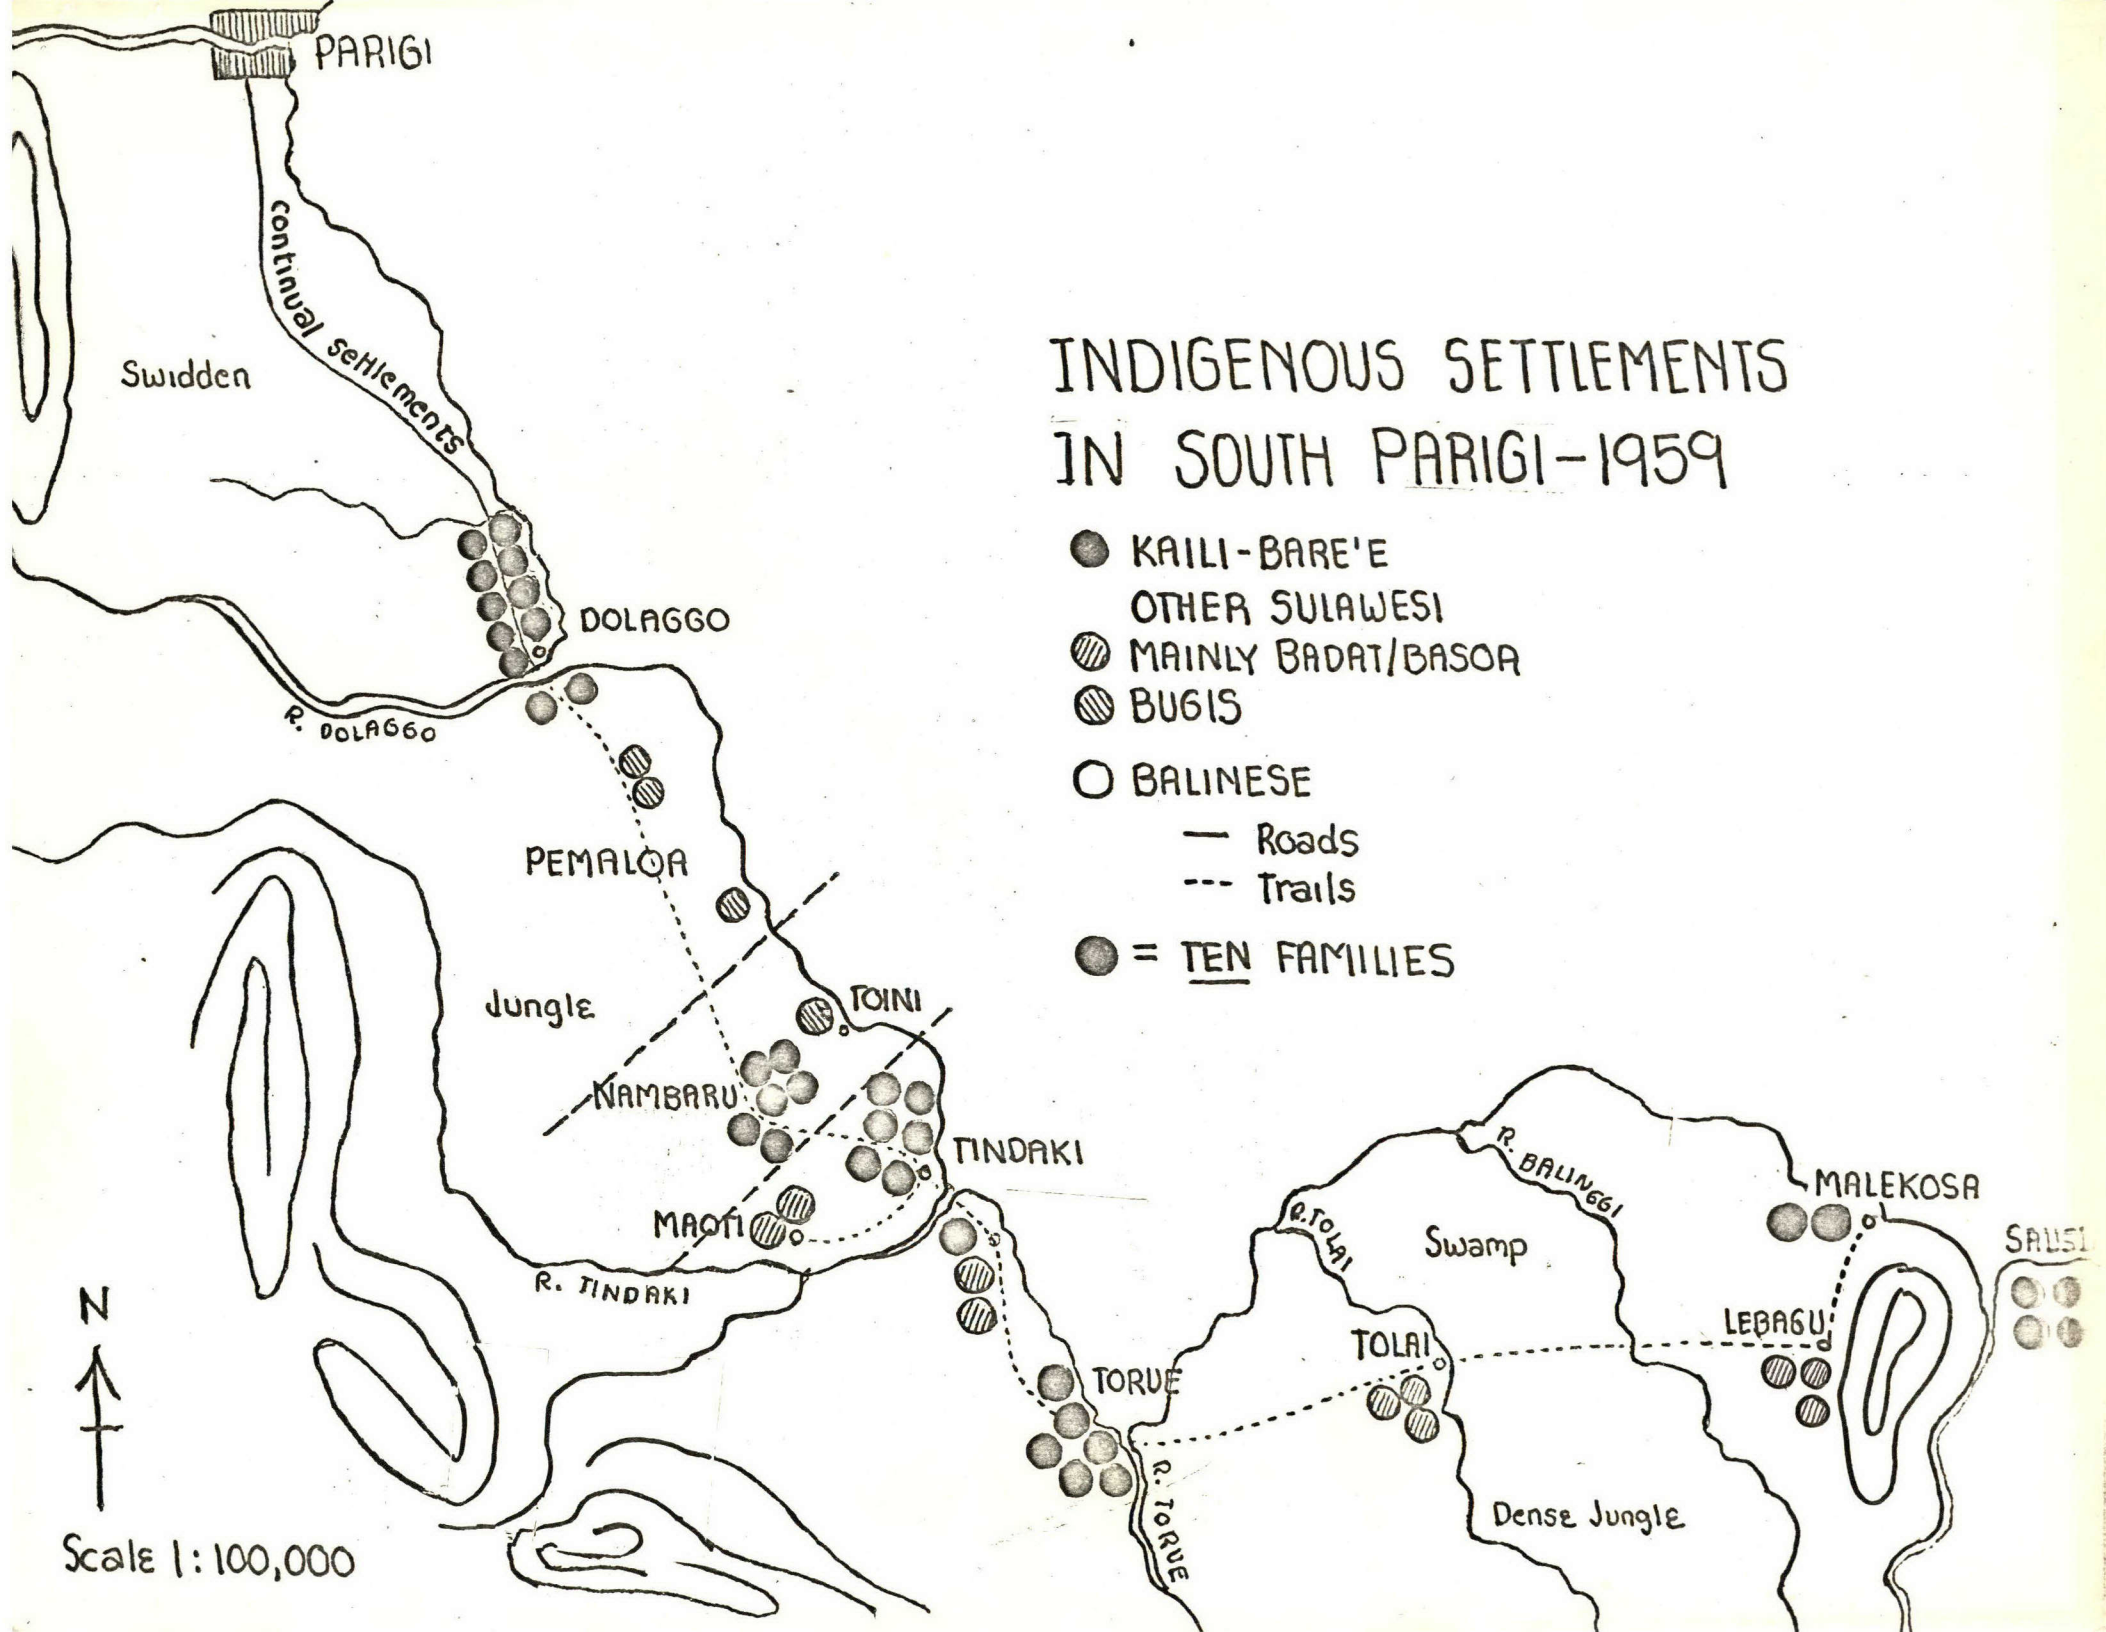 PARIGI
continual settlements
Swidden
INDIGENOUS SETTLEMENTS
IN SOUTH PARIGI-1959
KAILI-BARE'E
OTHER SULAWESI
MAINLY BADAT/BASOA
BUGIS
BALINESE
Roads
Trails
= TEN FAMILIES
DOLAGGO
R. DOLAGGO
PEMALOA
Jungle
TOINI
NAMBARU
TINDAKI
MAOTI
R. TINDAKI
R. BALINGGI
MALEKOSA
R. TOLAI
Swamp
SAUSI
N
LEBAGU
TOLAI
TORUE
R. TORUE
Dense Jungle
Scale 1:100,000